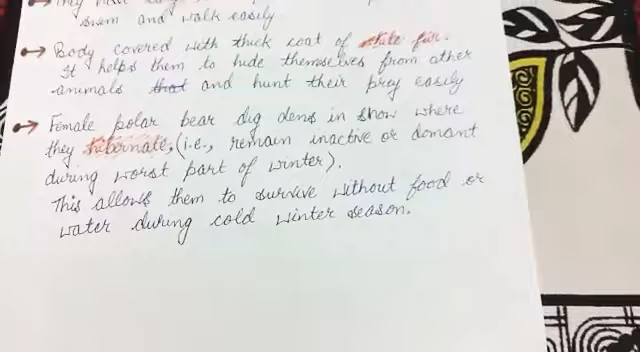 They have
swim and walk easily
Body covered with thick coat of white fur.
It helps them to hide themselves from other
animals that and hunt their prey easily
Female polar bear dig dens in snow where
they hibernate, (i.e., remain inactive or domant
during worst part of winter).
This allows them to survive without food or
water during cold winter season.